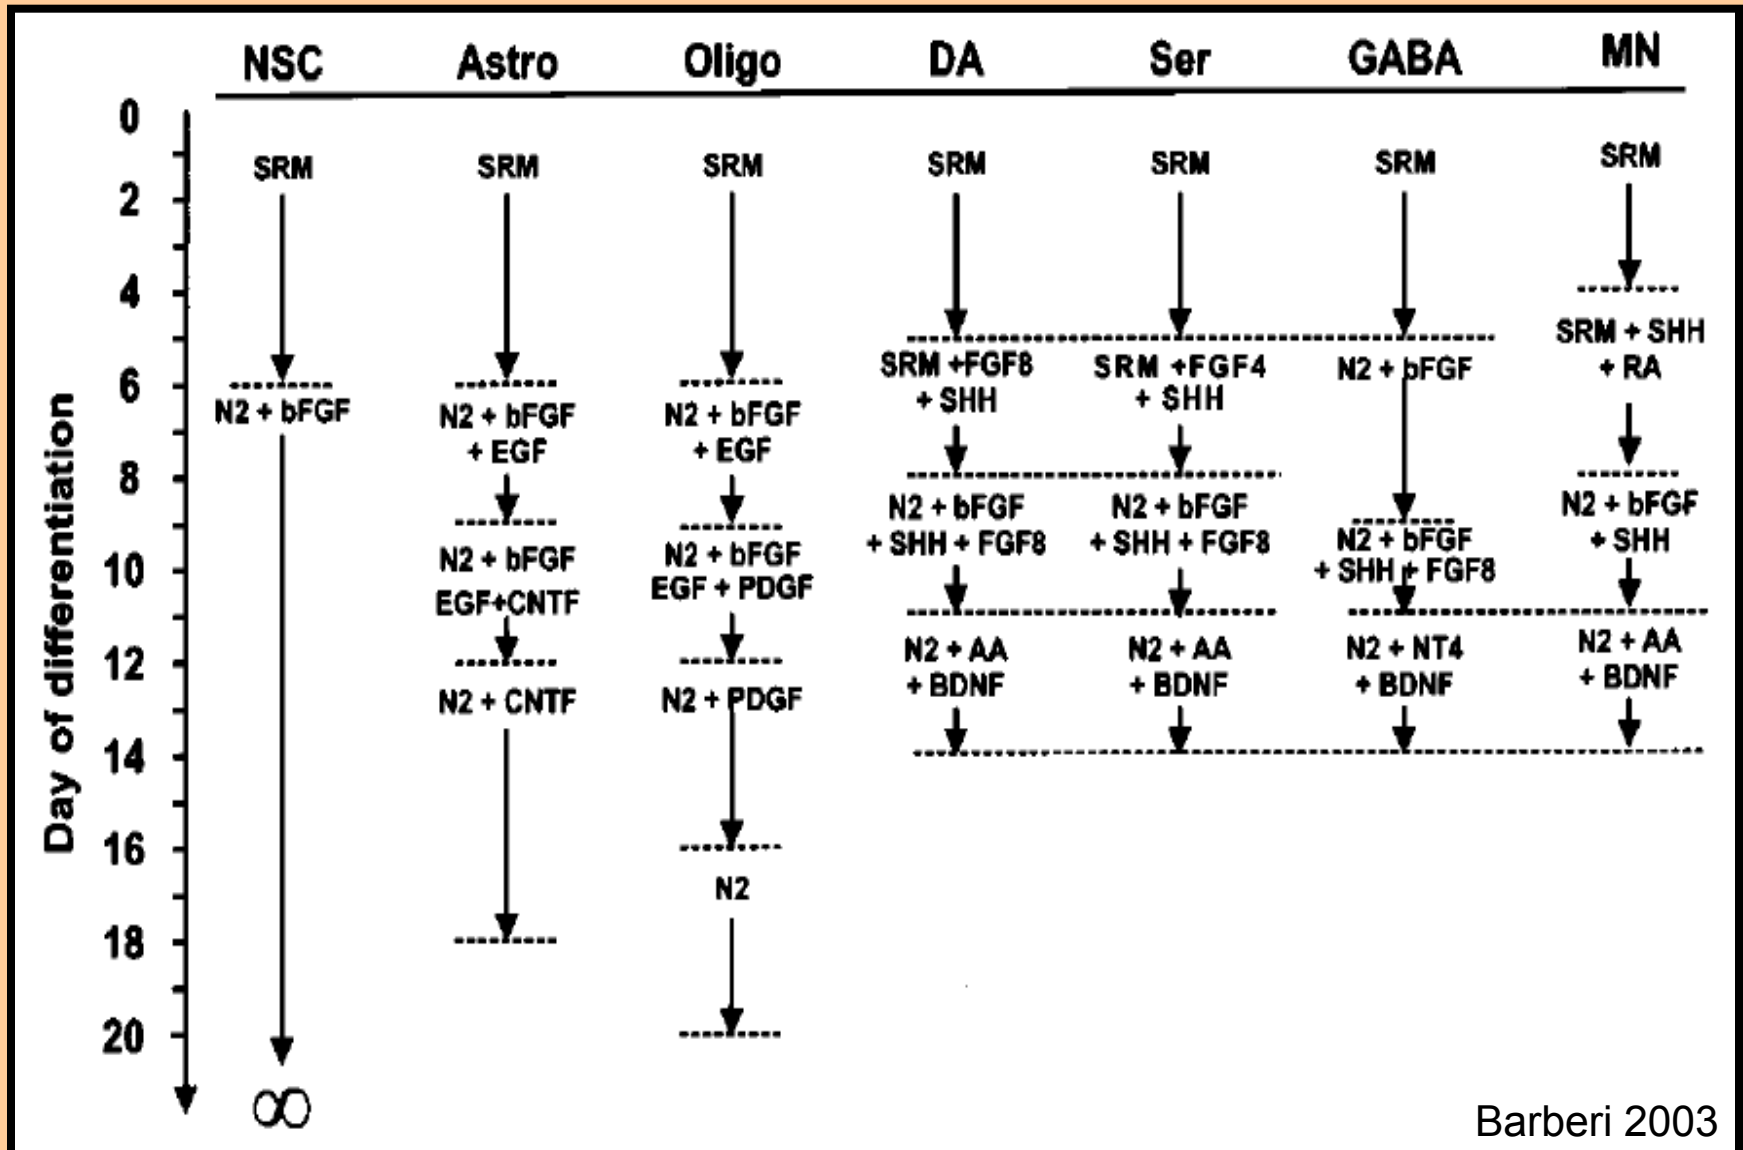 NSC Astro Oligo DA Ser GABA MN
Day of differentiation
0
2
4
6
8
10
12
14
16
18
20
SRM
N2 + bFGF
∞
SRM
N2 + bFGF
+ EGF
N2 + bFGF
EGF+CNTF
N2 + CNTF
SRM
N2 + bFGF
+ EGF
N2 + bFGF
EGF + PDGF
N2 + PDGF
N2
SRM
SRM +FGF8
+ SHH
N2 + bFGF
+ SHH + FGF8
N2 + AA
+ BDNF
SRM
SRM +FGF4
+ SHH
N2 + bFGF
+ SHH + FGF8
N2 + AA
+ BDNF
SRM
N2 + bFGF
N2 + bFGF
+ SHH + FGF8
N2 + NT4
+ BDNF
SRM
SRM + SHH
+ RA
N2 + bFGF
+ SHH
N2 + AA
+ BDNF
Barberi 2003